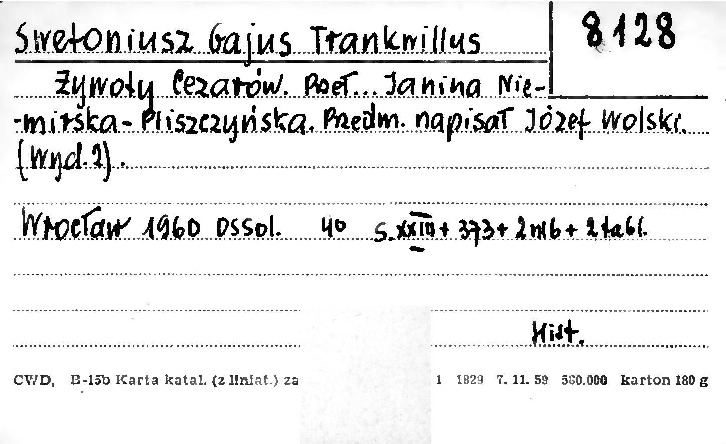 Swetoniusz Gajus Trankwillus
8128
Żywoty Cezarów. Przeł... Janina Nie-
-mirska-Pliszczyńska. Przedm. napisał Józef Wolski.
(Wyd. 2).
Wrocław 1960 Ossol. 4° s. XXIII + 373 + 2 nlb + 2 tabl.
Hist.
CWD, B-15b Karta katal. (z liniat.) za 1 1829 7. 11. 59 500.000 karton 180 g